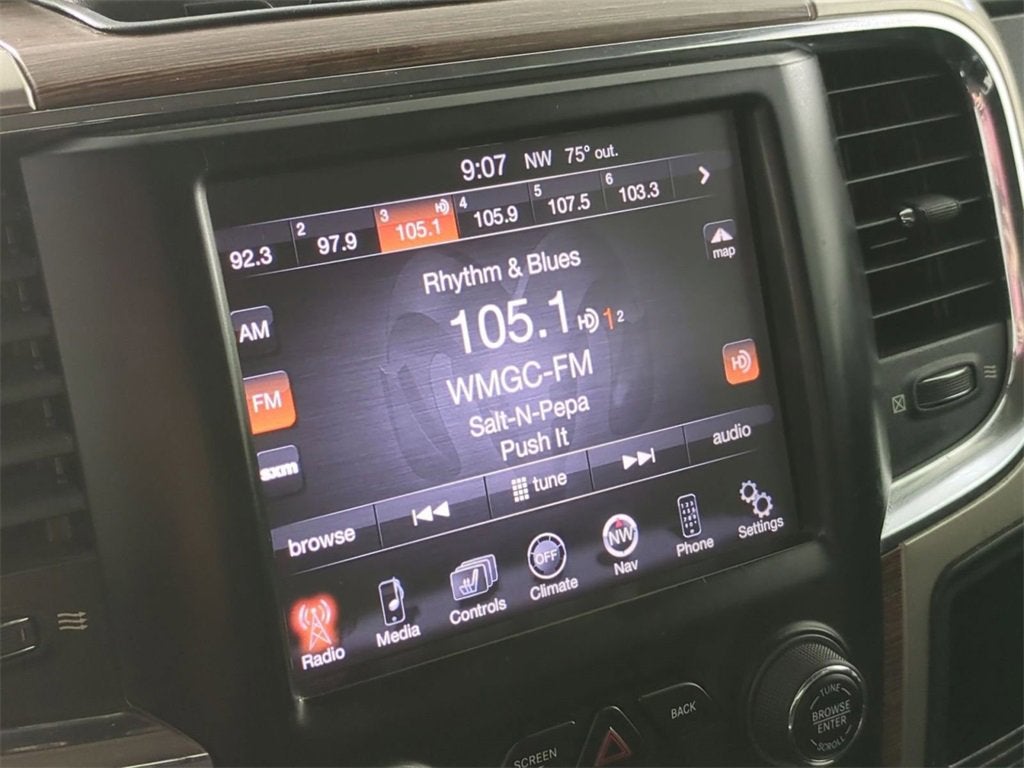 9:07 NW 75° out.
92.3 2 97.9 3 105.1 HD 4 105.9 5 107.5 6 103.3
map
Rhythm & Blues
AM
105.1 HD 1 2
FM
WMGC-FM
HD
Salt-N-Pepa
Push It
sxm
browse tune audio
Radio Media Controls OFF Climate NW Nav Phone Settings
SCREEN
BACK
TUNE
BROWSE
ENTER
SCROLL